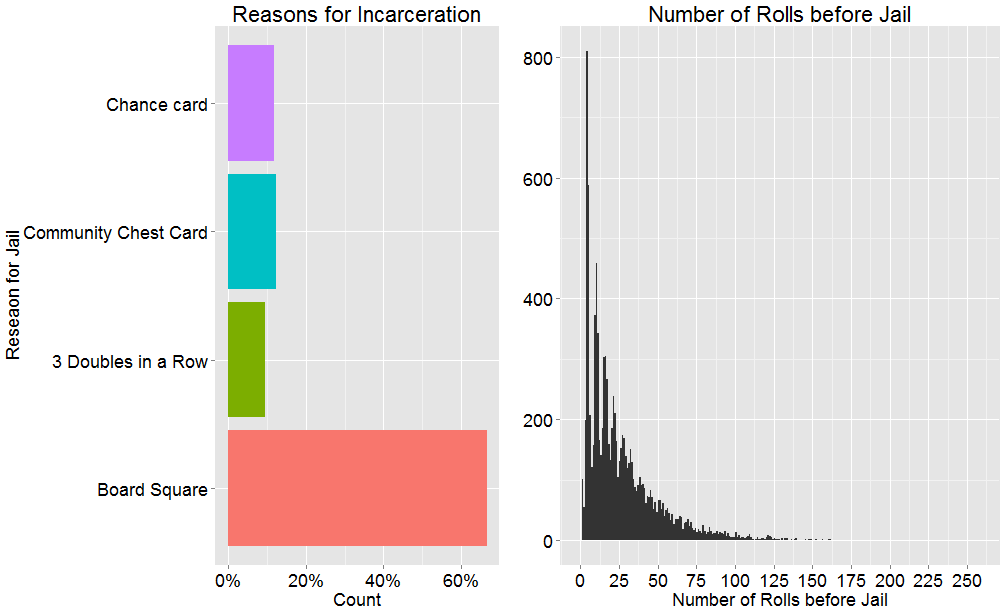 Reasons for Incarceration
Reseaon for Jail
Chance card
Community Chest Card
3 Doubles in a Row
Board Square
0% 20% 40% 60%
Count
Number of Rolls before Jail
800
600
400
200
0
0 25 50 75 100 125 150 175 200 225 250
Number of Rolls before Jail